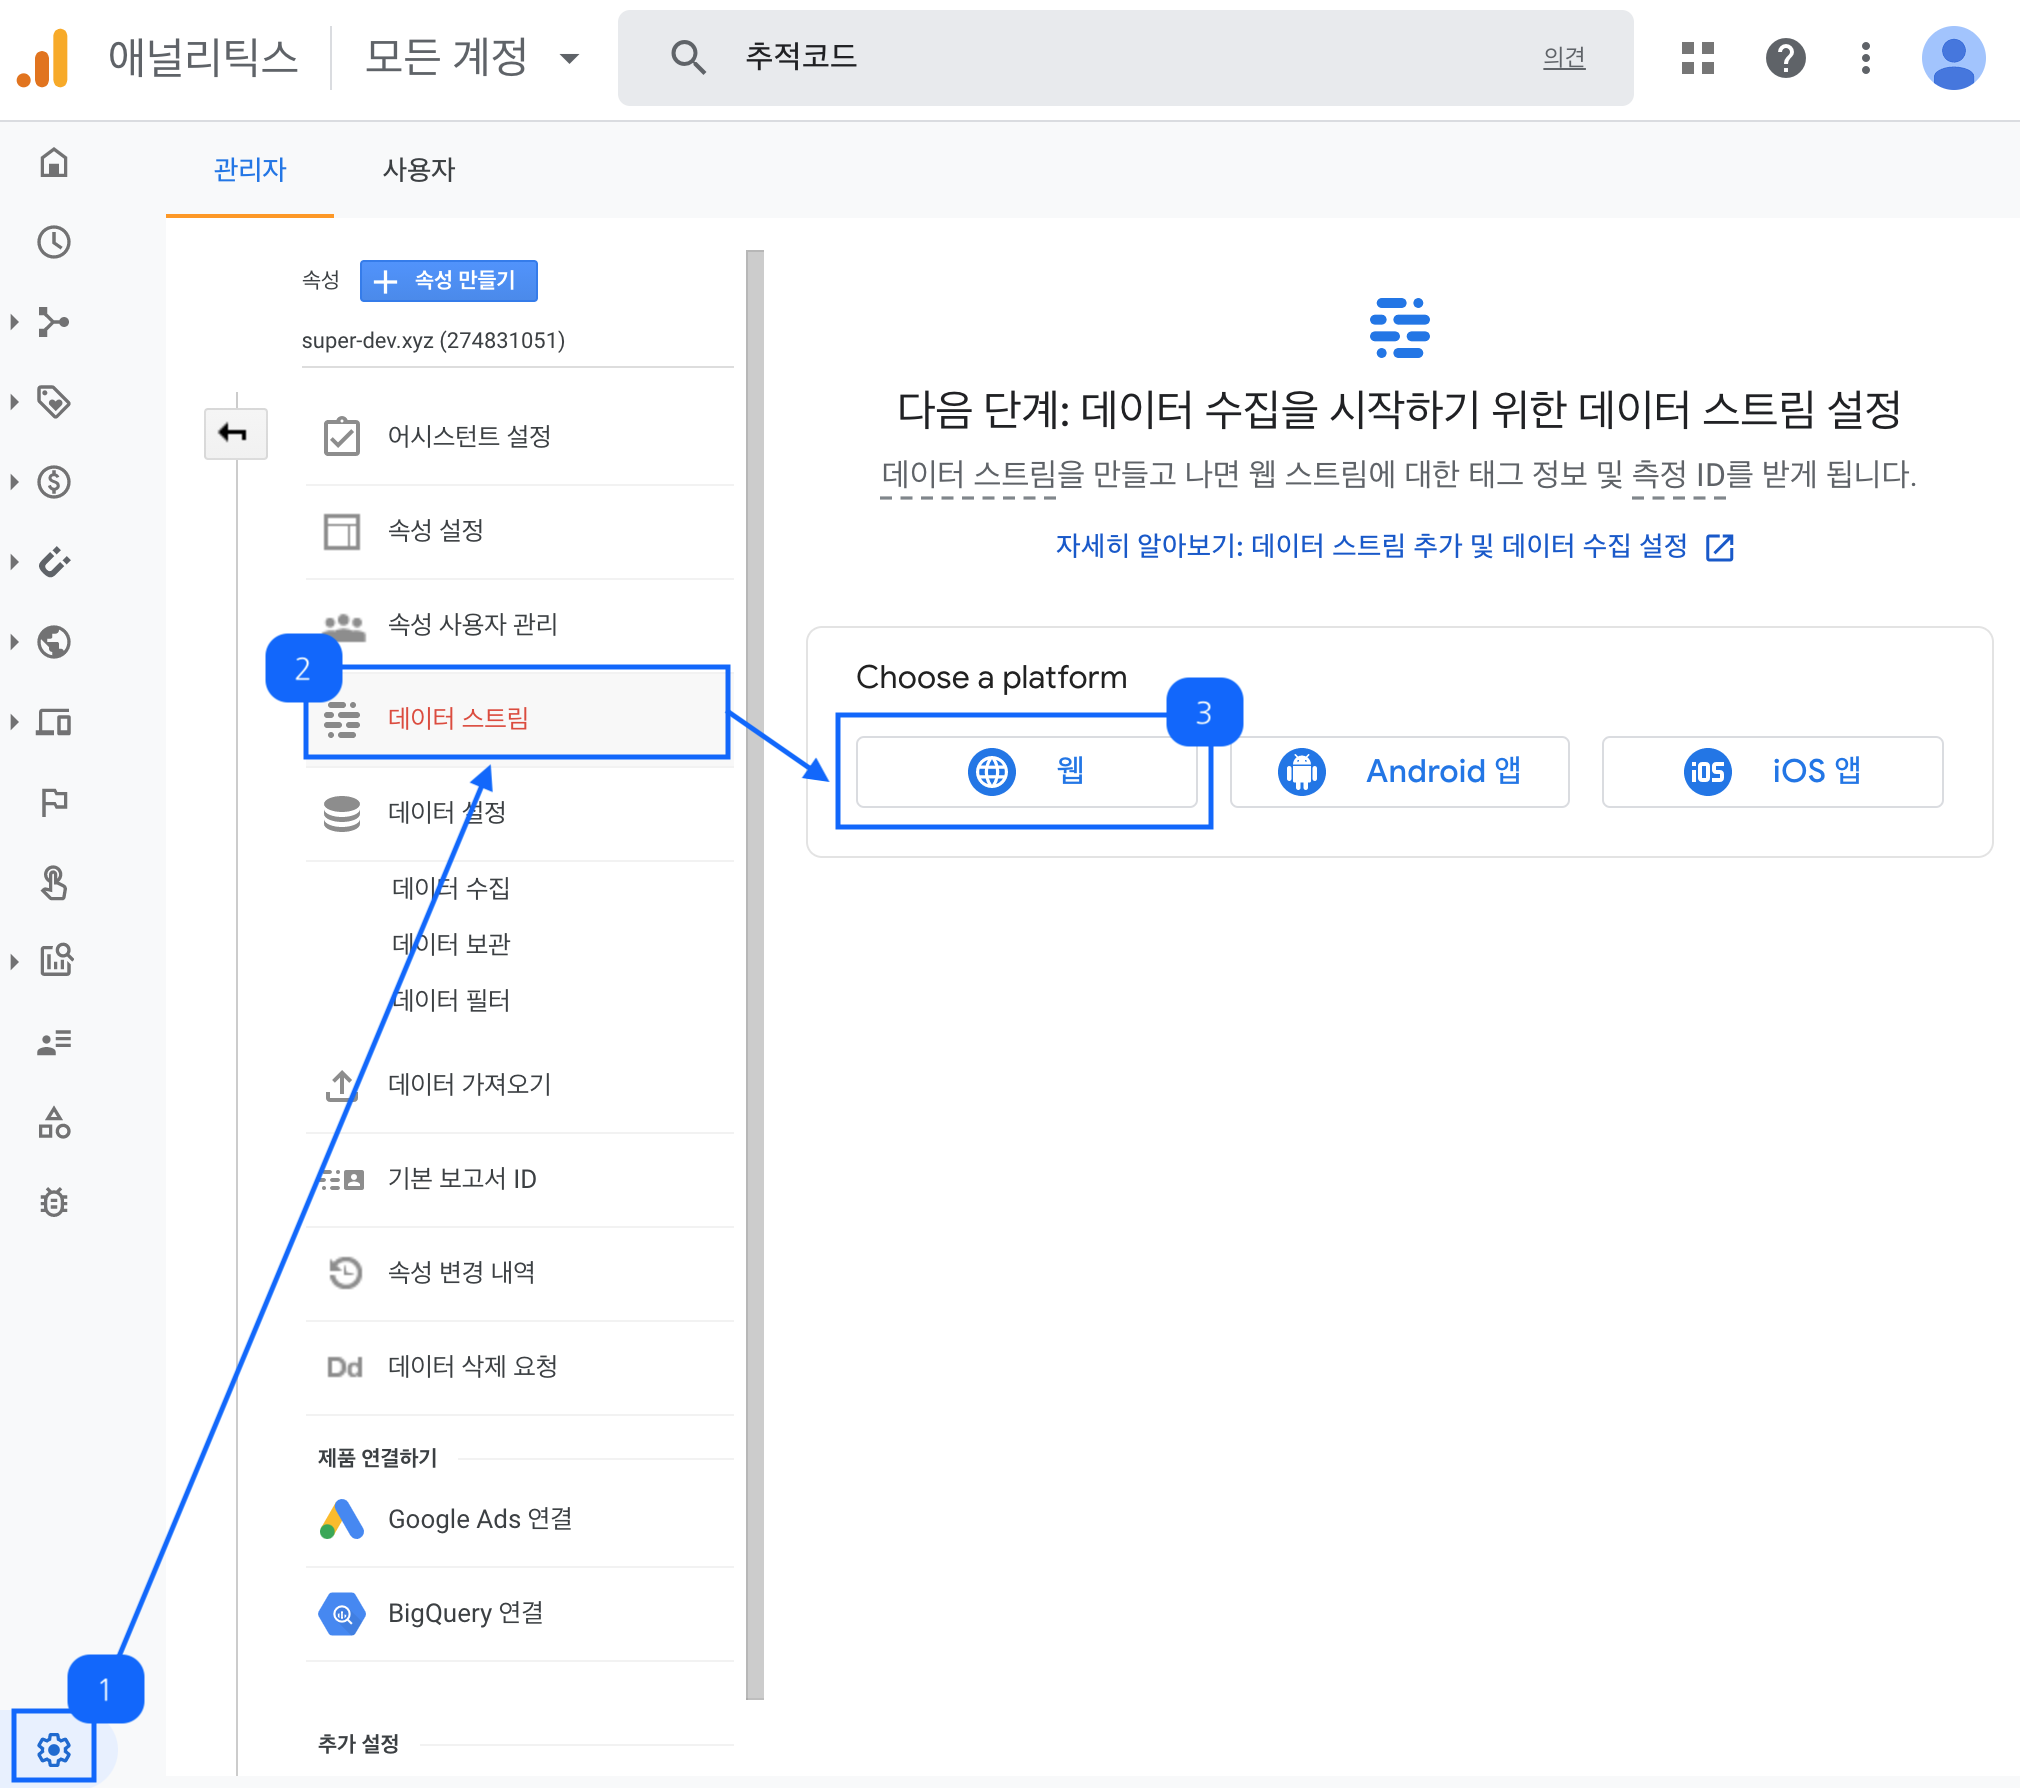 애널리틱스
모든 계정
추적코드
의견
관리자
사용자
속성
속성 만들기
super-dev.xyz (274831051)
어시스턴트 설정
속성 설정
속성 사용자 관리
2
데이터 스트림
데이터 설정
데이터 수집
데이터 보관
데이터 필터
데이터 가져오기
기본 보고서 ID
속성 변경 내역
Dd 데이터 삭제 요청
제품 연결하기
Google Ads 연결
BigQuery 연결
추가 설정
1
다음 단계: 데이터 수집을 시작하기 위한 데이터 스트림 설정
데이터 스트림을 만들고 나면 웹 스트림에 대한 태그 정보 및 측정 ID를 받게 됩니다.
자세히 알아보기: 데이터 스트림 추가 및 데이터 수집 설정
Choose a platform
3
웹
Android 앱
iOS iOS 앱